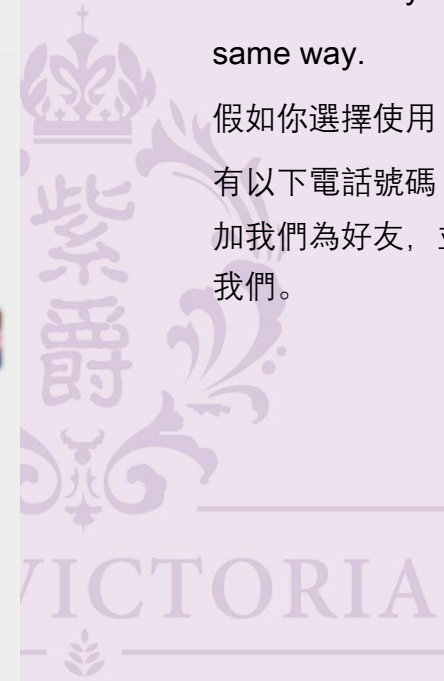 same way.
假如你選擇使用
有以下電話號碼
加我們為好友，
我們。
紫
爵
VICTORIA